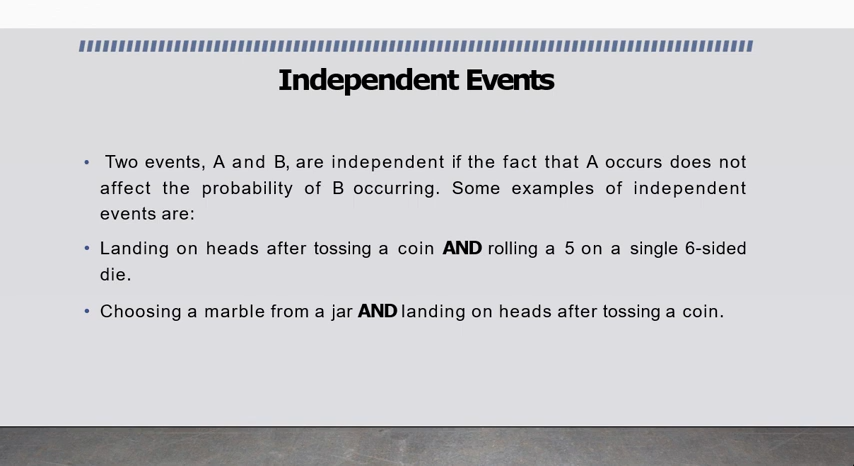 Independent Events
• Two events, A and B, are independent if the fact that A occurs does not
affect the probability of B occurring. Some examples of independent
events are:
• Landing on heads after tossing a coin AND rolling a 5 on a single 6-sided
die.
• Choosing a marble from a jar AND landing on heads after tossing a coin.